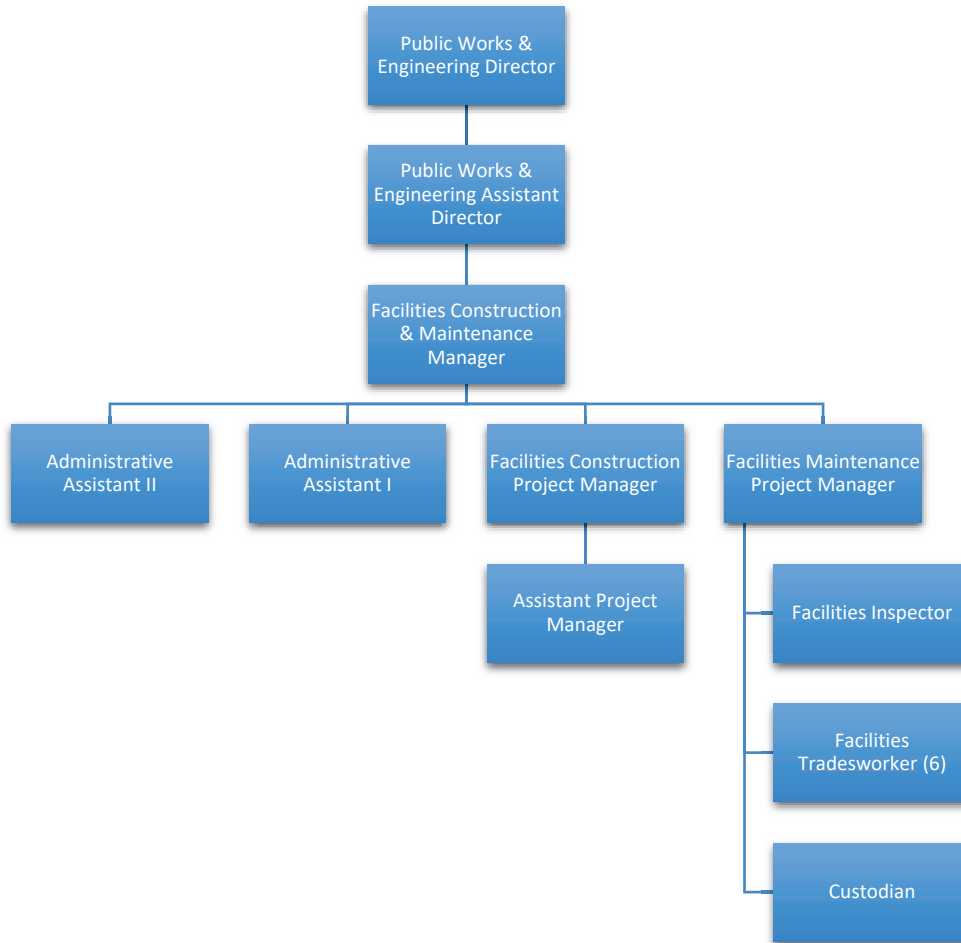 Public Works &
Engineering Director
Public Works &
Engineering Assistant
Director
Facilities Construction
& Maintenance
Manager
Administrative
Assistant II
Administrative
Assistant I
Facilities Construction
Project Manager
Facilities Maintenance
Project Manager
Assistant Project
Manager
Facilities Inspector
Facilities
Tradesworker (6)
Custodian